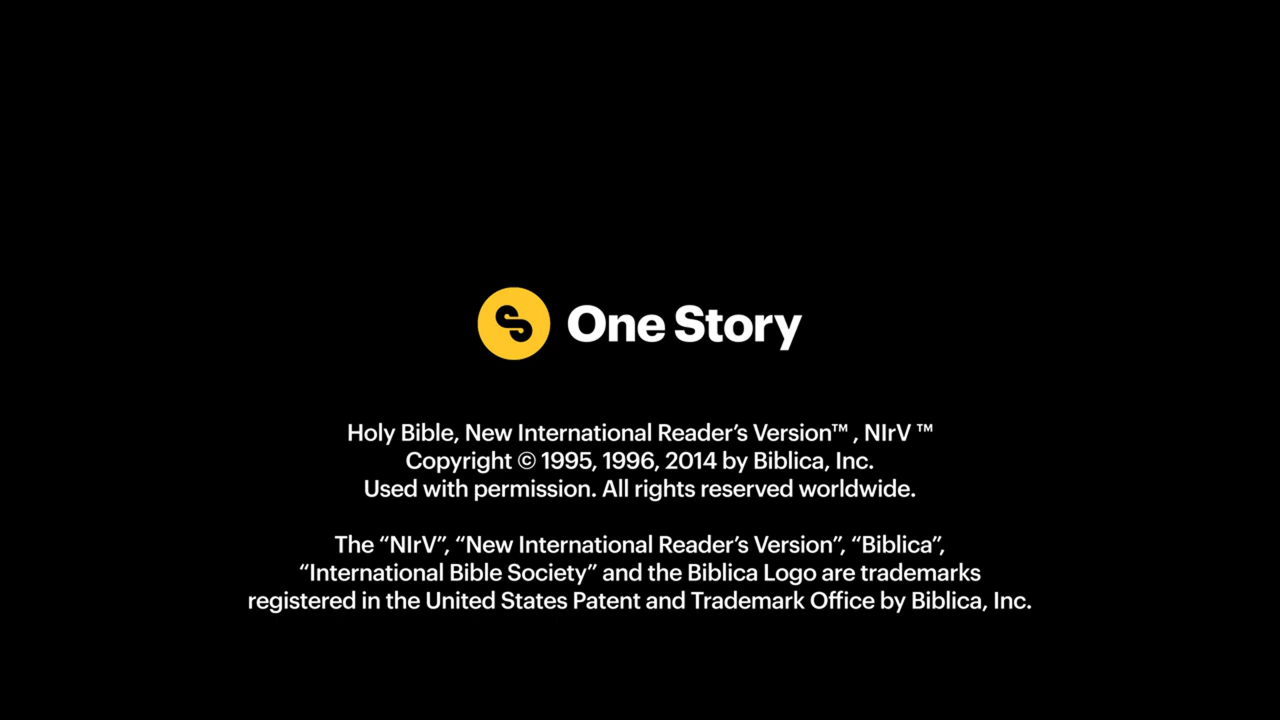 One Story
Holy Bible, New International Reader’s Version™ , NIrV ™
Copyright © 1995, 1996, 2014 by Biblica, Inc.
Used with permission. All rights reserved worldwide.
The “NIrV”, “New International Reader’s Version”, “Biblica”,
“International Bible Society” and the Biblica Logo are trademarks
registered in the United States Patent and Trademark Office by Biblica, Inc.